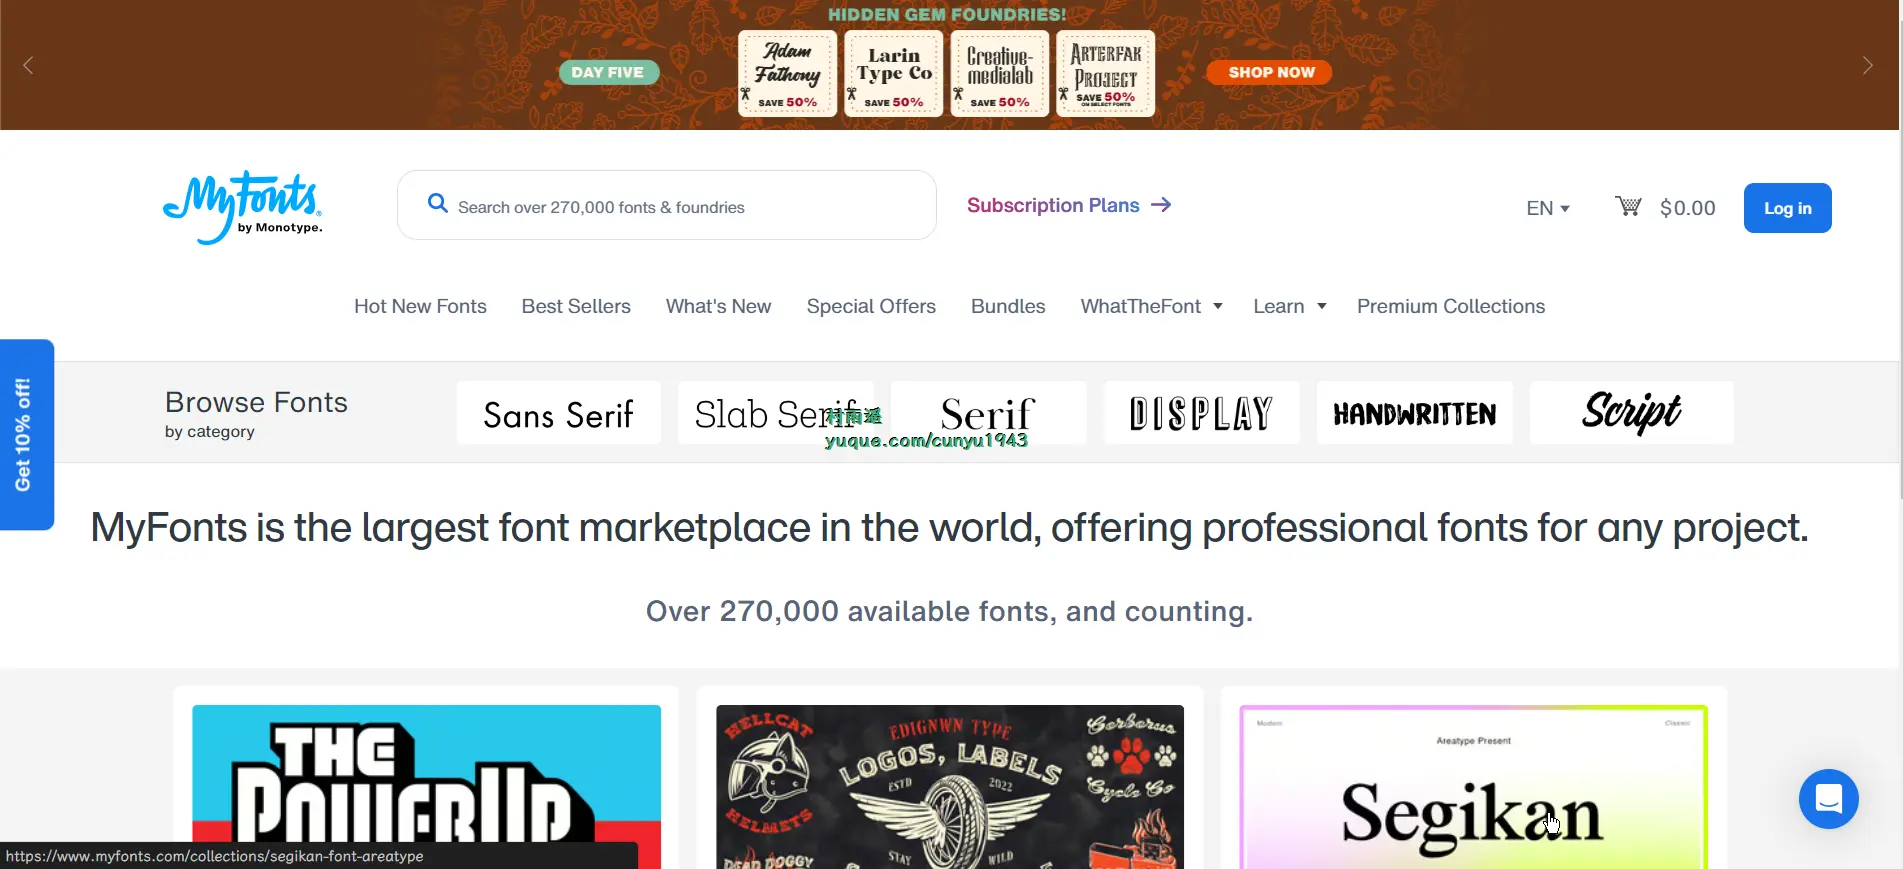 HIDDEN GEM FOUNDRIES!
DAY FIVE
Adam Fathony
SAVE 50%
Larin Type Co
SAVE 50%
Creative-medialab
SAVE 50%
ARTERFAK PROJECT
SAVE 50%
ON SELECT FONTS
SHOP NOW
MyFonts
by Monotype.
Search over 270,000 fonts & foundries
Subscription Plans
EN
$0.00
Log in
Hot New Fonts Best Sellers What's New Special Offers Bundles WhatTheFont Learn Premium Collections
Get 10% off!
Browse Fonts
by category
Sans Serif
Slab Serif
Serif
DISPLAY
HANDWRITTEN
Script
村雨遥
yuque.com/cunyu1943
MyFonts is the largest font marketplace in the world, offering professional fonts for any project.
Over 270,000 available fonts, and counting.
THE
POWERUP
HELLCAT
HELMETS
EDIGNWN TYPE
LOGOS, LABELS
ESTD
2022
STAY
WILD
DEAD DOGGY
Cerberus
Cycle Co
Modern
Classic
Areatype Present
Segikan
https://www.myfonts.com/collections/segikan-font-areatype